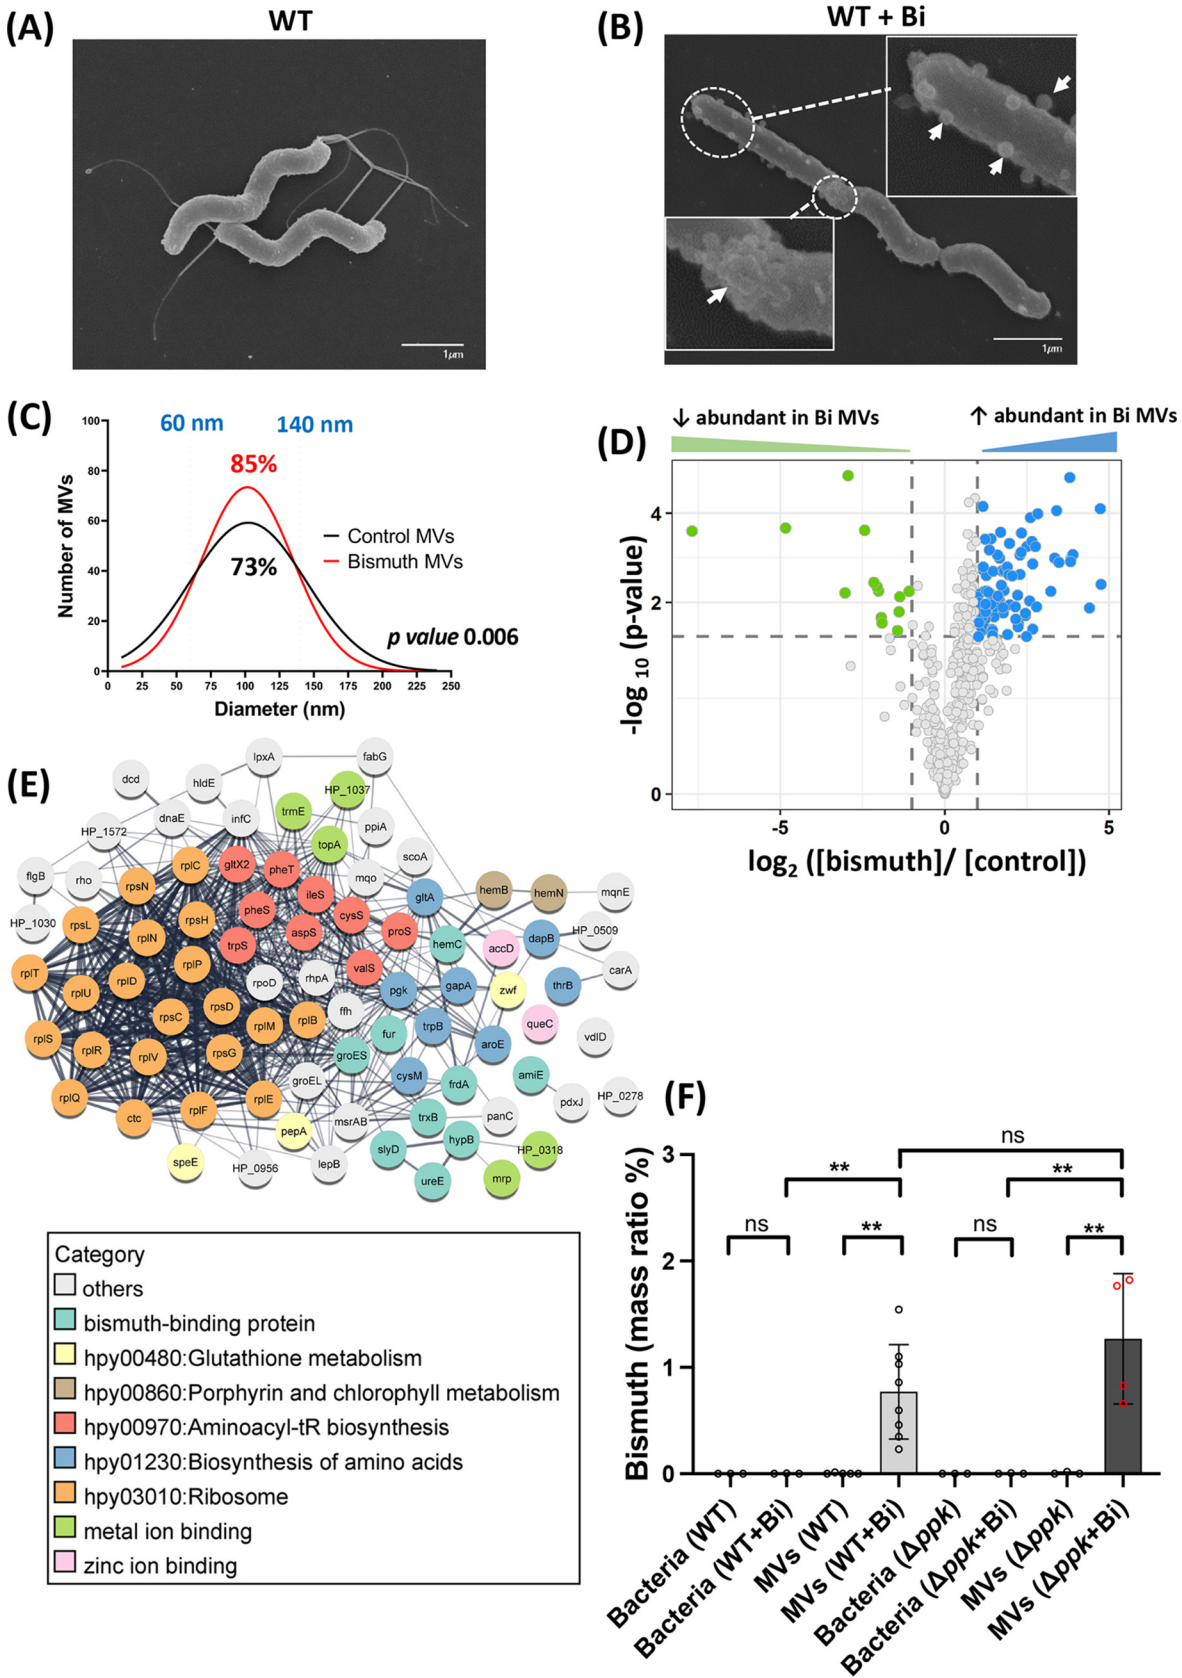 (A)
WT
1µm
(B)
WT + Bi
1µm
(C)
60 nm
140 nm
85%
73%
Control MVs
Bismuth MVs
p value 0.006
Number of MVs
100
80
60
40
20
0
0 25 50 75 100 125 150 175 200 225 250
Diameter (nm)
(D)
↓ abundant in Bi MVs
↑ abundant in Bi MVs
-log 10 (p-value)
4
2
0
-5 0 5
log2 ([bismuth]/ [control])
(E)
lpxA
fabG
dcd
hldE
HP_1037
trmE
dnaE
infC
HP_1572
ppiA
topA
scoA
rplC
gltX2
pheT
mqo
flgB
rho
rpsN
ileS
gltA
hemB
hemN
mqnE
HP_1030
rpsL
rpsH
pheS
cysS
rplN
trpS
aspS
proS
hemC
accD
dapB
HP_0509
rplT
rplP
valS
carA
rplU
rplD
rpoD
rhpA
pgk
gapA
zwf
thrB
rpsC
rpsD
rplM
rplB
ffh
fur
trpB
queC
rplS
rplR
rplV
rpsG
groES
aroE
vdlD
groEL
cysM
frdA
amiE
rplQ
ctc
rplF
rplE
msrAB
trxB
panC
pdxJ
HP_0278
pepA
slyD
hypB
HP_0318
speE
HP_0956
lepB
ureE
mrp
Category
others
bismuth-binding protein
hpy00480:Glutathione metabolism
hpy00860:Porphyrin and chlorophyll metabolism
hpy00970:Aminoacyl-tR biosynthesis
hpy01230:Biosynthesis of amino acids
hpy03010:Ribosome
metal ion binding
zinc ion binding
(F)
Bismuth (mass ratio %)
3
2
1
0
ns
**
**
ns
**
ns
**
Bacteria (WT)
Bacteria (WT+Bi)
MVs (WT)
MVs (WT+Bi)
Bacteria (Δppk)
Bacteria (Δppk+Bi)
MVs (Δppk)
MVs (Δppk+Bi)